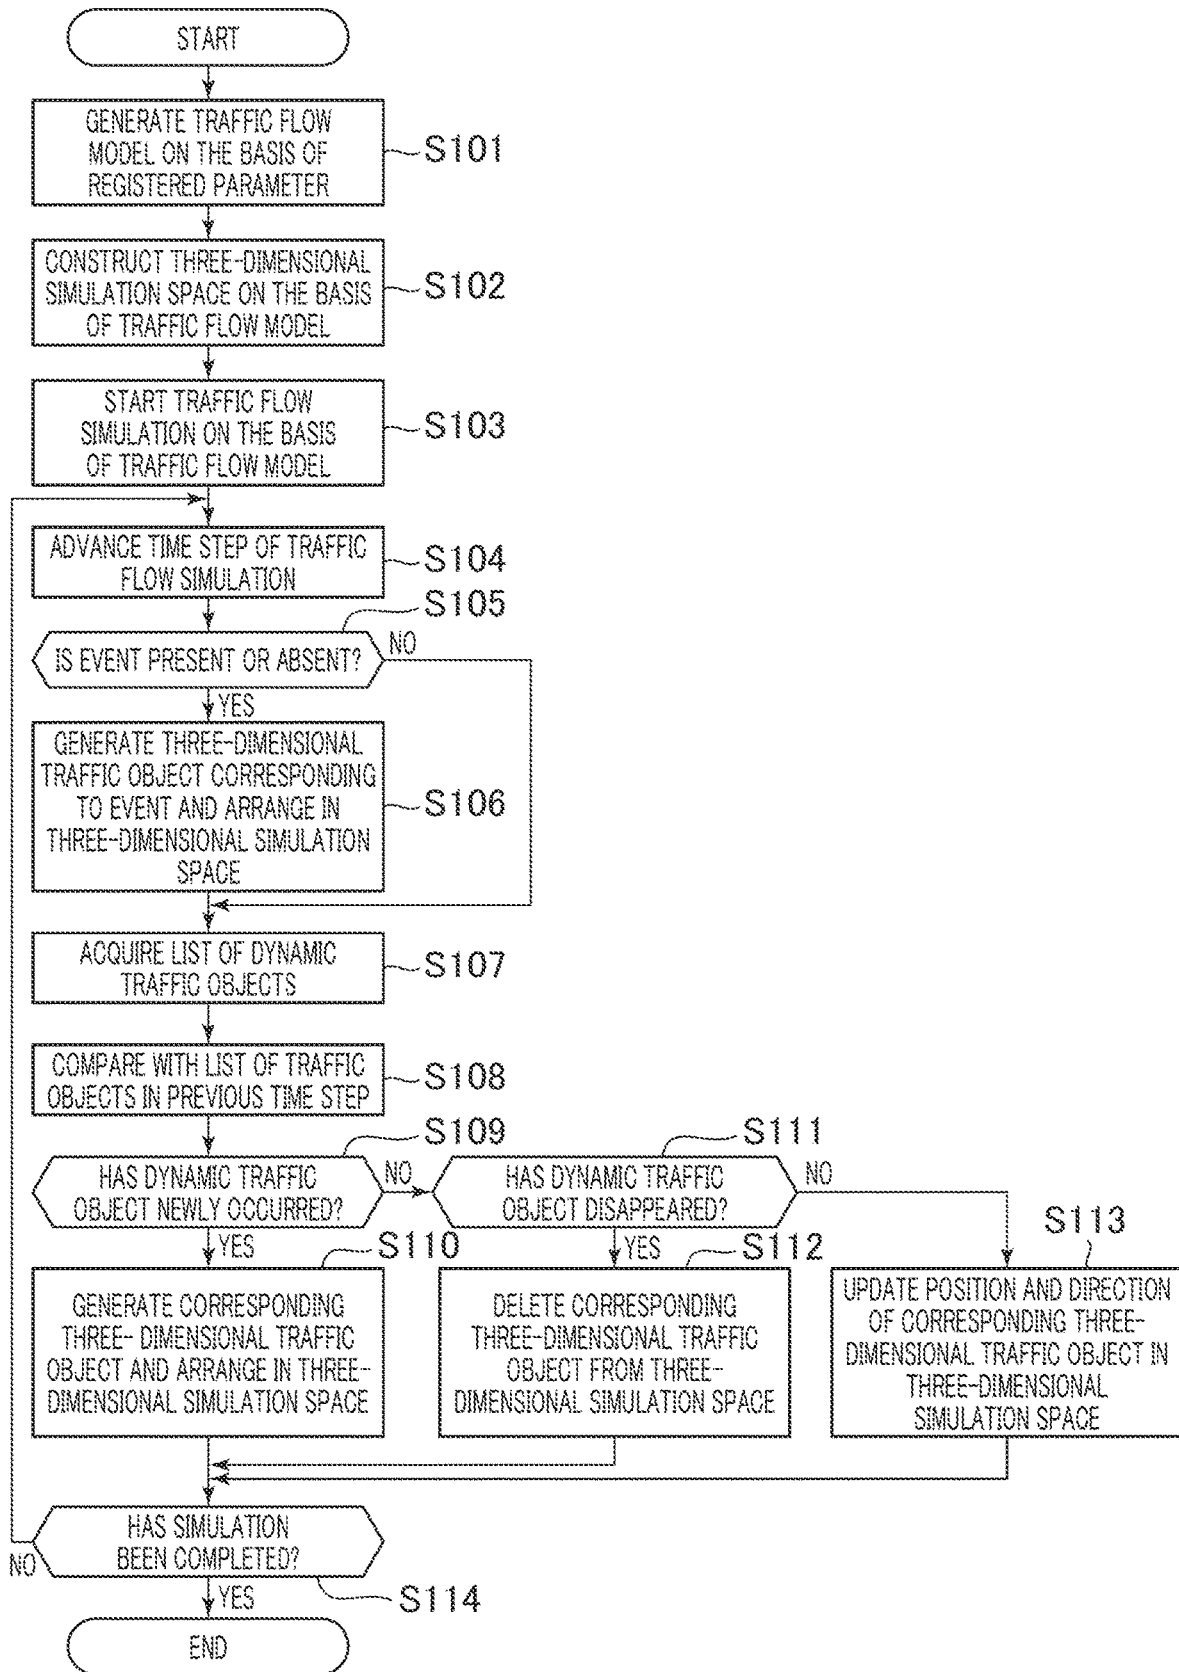 START
GENERATE TRAFFIC FLOW
MODEL ON THE BASIS OF
REGISTERED PARAMETER
S101
CONSTRUCT THREE-DIMENSIONAL
SIMULATION SPACE ON THE BASIS
OF TRAFFIC FLOW MODEL
S102
START TRAFFIC FLOW
SIMULATION ON THE BASIS
OF TRAFFIC FLOW MODEL
S103
ADVANCE TIME STEP OF TRAFFIC
FLOW SIMULATION
S104
S105
IS EVENT PRESENT OR ABSENT?
NO
YES
GENERATE THREE-DIMENSIONAL
TRAFFIC OBJECT CORRESPONDING
TO EVENT AND ARRANGE IN
THREE-DIMENSIONAL SIMULATION
SPACE
S106
ACQUIRE LIST OF DYNAMIC
TRAFFIC OBJECTS
S107
COMPARE WITH LIST OF TRAFFIC
OBJECTS IN PREVIOUS TIME STEP
S108
S109
HAS DYNAMIC TRAFFIC
OBJECT NEWLY OCCURRED?
NO
YES
S111
HAS DYNAMIC TRAFFIC
OBJECT DISAPPEARED?
NO
YES
S110
GENERATE CORRESPONDING
THREE- DIMENSIONAL TRAFFIC
OBJECT AND ARRANGE IN THREE-
DIMENSIONAL SIMULATION SPACE
S112
DELETE CORRESPONDING
THREE-DIMENSIONAL TRAFFIC
OBJECT FROM THREE-
DIMENSIONAL SIMULATION SPACE
S113
UPDATE POSITION AND DIRECTION
OF CORRESPONDING THREE-
DIMENSIONAL TRAFFIC OBJECT IN
THREE-DIMENSIONAL
SIMULATION SPACE
HAS SIMULATION
BEEN COMPLETED?
NO
YES
S114
END